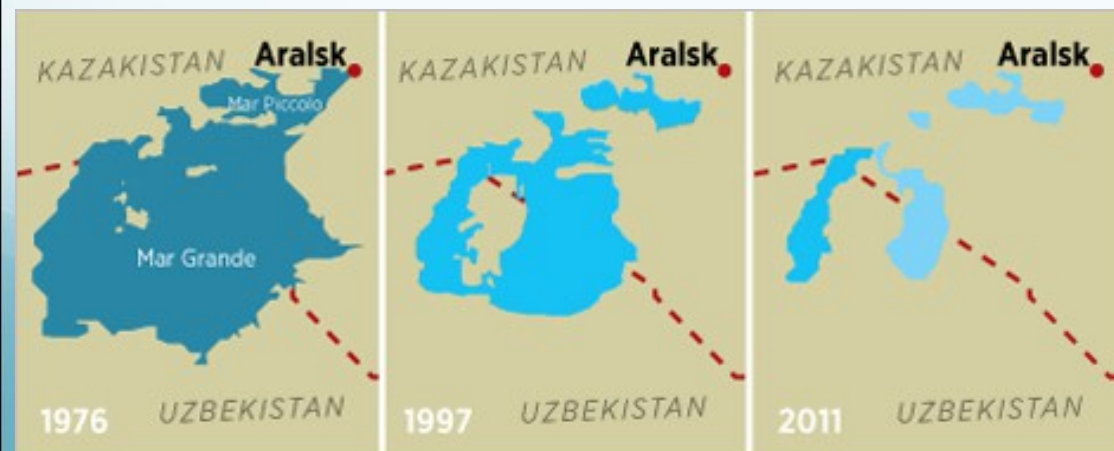 KAZAKISTAN
Aralsk
Mar Piccolo
Mar Grande
1976
UZBEKISTAN
KAZAKISTAN
Aralsk
1997
UZBEKISTAN
KAZAKISTAN
Aralsk
2011
UZBEKISTAN